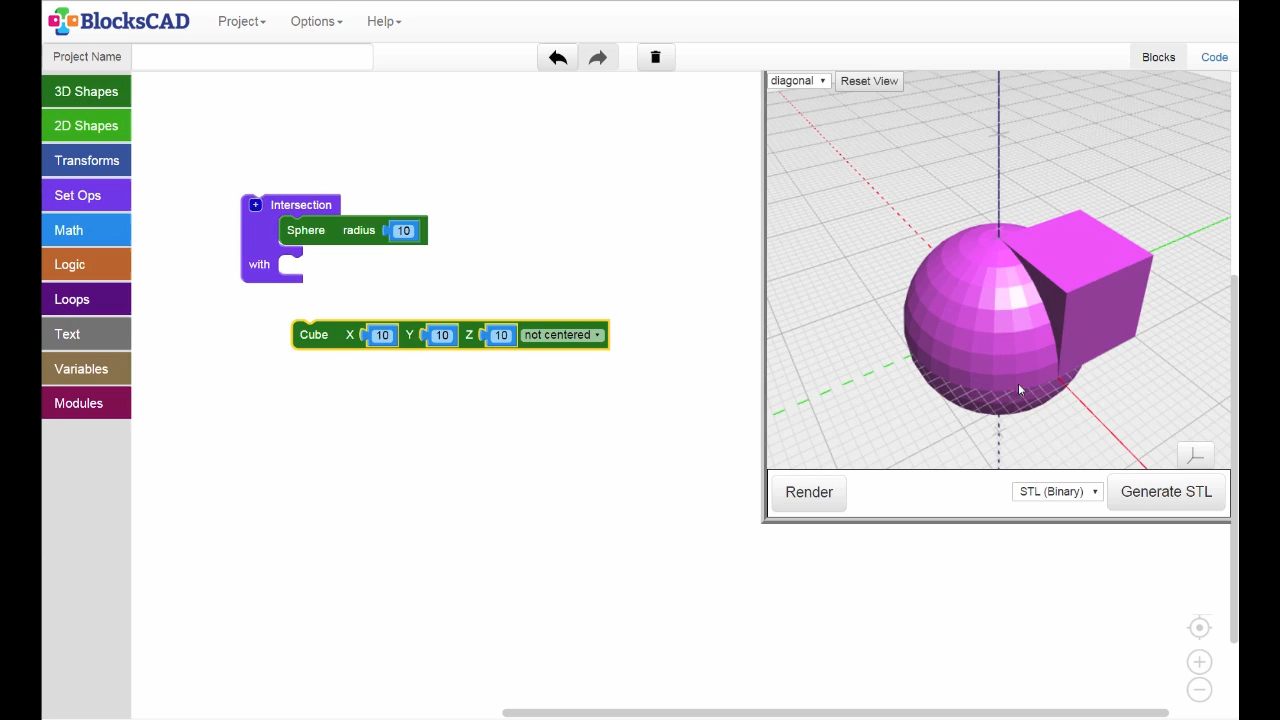 BlocksCAD Project Options Help
Project Name Blocks Code
3D Shapes
2D Shapes
Transforms
Set Ops
Math
Logic
Loops
Text
Variables
Modules
+ Intersection
Sphere radius 10
with
Cube X 10 Y 10 Z 10 not centered
diagonal Reset View
Render STL (Binary) Generate STL